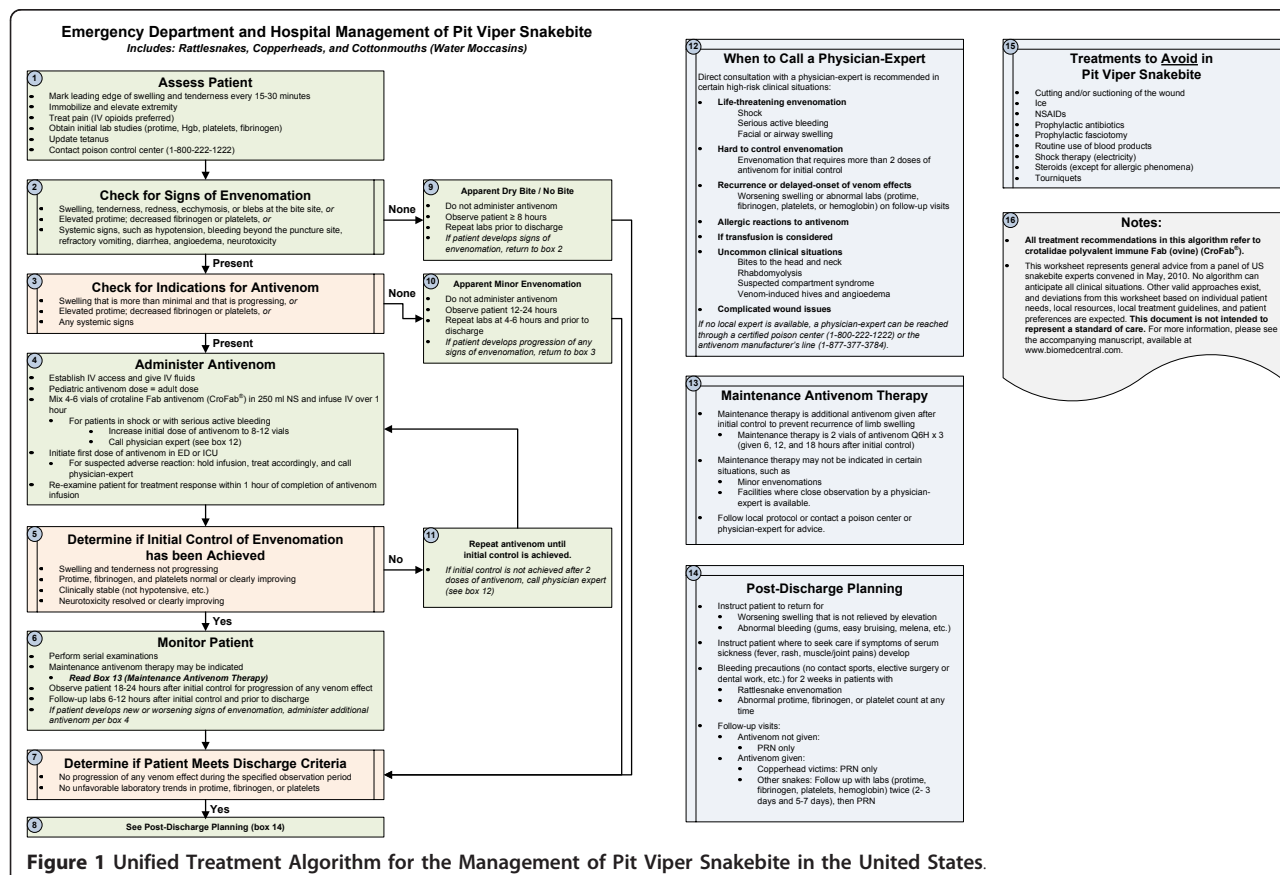 Emergency Department and Hospital Management of Pit Viper Snakebite
Includes: Rattlesnakes, Copperheads, and Cottonmouths (Water Moccasins)
1
Assess Patient
• Mark leading edge of swelling and tenderness every 15-30 minutes
• Immobilize and elevate extremity
• Treat pain (IV opioids preferred)
• Obtain initial lab studies (protime, Hgb, platelets, fibrinogen)
• Update tetanus
• Contact poison control center (1-800-222-1222)
2
Check for Signs of Envenomation
• Swelling, tenderness, redness, ecchymosis, or blebs at the bite site, or
• Elevated protime; decreased fibrinogen or platelets, or
• Systemic signs, such as hypotension, bleeding beyond the puncture site,
refractory vomiting, diarrhea, angioedema, neurotoxicity
None
9
Apparent Dry Bite / No Bite
• Do not administer antivenom
• Observe patient ≥ 8 hours
• Repeat labs prior to discharge
• If patient develops signs of
envenomation, return to box 2
Present
3
Check for Indications for Antivenom
• Swelling that is more than minimal and that is progressing, or
• Elevated protime; decreased fibrinogen or platelets, or
• Any systemic signs
None
10
Apparent Minor Envenomation
• Do not administer antivenom
• Observe patient 12-24 hours
• Repeat labs at 4-6 hours and prior to
discharge
• If patient develops progression of any
signs of envenomation, return to box 3
Present
4
Administer Antivenom
• Establish IV access and give IV fluids
• Pediatric antivenom dose = adult dose
• Mix 4-6 vials of crotaline Fab antivenom (CroFab®) in 250 ml NS and infuse IV over 1
hour
• For patients in shock or with serious active bleeding
• Increase initial dose of antivenom to 8-12 vials
• Call physician expert (see box 12)
• Initiate first dose of antivenom in ED or ICU
• For suspected adverse reaction: hold infusion, treat accordingly, and call
physician-expert
• Re-examine patient for treatment response within 1 hour of completion of antivenom
infusion
5
Determine if Initial Control of Envenomation
has been Achieved
• Swelling and tenderness not progressing
• Protime, fibrinogen, and platelets normal or clearly improving
• Clinically stable (not hypotensive, etc.)
• Neurotoxicity resolved or clearly improving
No
11
Repeat antivenom until
initial control is achieved.
• If initial control is not achieved after 2
doses of antivenom, call physician expert
(see box 12)
Yes
6
Monitor Patient
• Perform serial examinations
• Maintenance antivenom therapy may be indicated
• Read Box 13 (Maintenance Antivenom Therapy)
• Observe patient 18-24 hours after initial control for progression of any venom effect
• Follow-up labs 6-12 hours after initial control and prior to discharge
• If patient develops new or worsening signs of envenomation, administer additional
antivenom per box 4
7
Determine if Patient Meets Discharge Criteria
• No progression of any venom effect during the specified observation period
• No unfavorable laboratory trends in protime, fibrinogen, or platelets
Yes
8
See Post-Discharge Planning (box 14)
12
When to Call a Physician-Expert
Direct consultation with a physician-expert is recommended in
certain high-risk clinical situations:
• Life-threatening envenomation
Shock
Serious active bleeding
Facial or airway swelling
• Hard to control envenomation
Envenomation that requires more than 2 doses of
antivenom for initial control
• Recurrence or delayed-onset of venom effects
Worsening swelling or abnormal labs (protime,
fibrinogen, platelets, or hemoglobin) on follow-up visits
• Allergic reactions to antivenom
• If transfusion is considered
• Uncommon clinical situations
Bites to the head and neck
Rhabdomyolysis
Suspected compartment syndrome
Venom-induced hives and angioedema
• Complicated wound issues
If no local expert is available, a physician-expert can be reached
through a certified poison center (1-800-222-1222) or the
antivenom manufacturer's line (1-877-377-3784).
13
Maintenance Antivenom Therapy
• Maintenance therapy is additional antivenom given after
initial control to prevent recurrence of limb swelling
• Maintenance therapy is 2 vials of antivenom Q6H x 3
(given 6, 12, and 18 hours after initial control)
• Maintenance therapy may not be indicated in certain
situations, such as
• Minor envenomations
• Facilities where close observation by a physician-
expert is available.
• Follow local protocol or contact a poison center or
physician-expert for advice.
14
Post-Discharge Planning
• Instruct patient to return for
• Worsening swelling that is not relieved by elevation
• Abnormal bleeding (gums, easy bruising, melena, etc.)
• Instruct patient where to seek care if symptoms of serum
sickness (fever, rash, muscle/joint pains) develop
• Bleeding precautions (no contact sports, elective surgery or
dental work, etc.) for 2 weeks in patients with
• Rattlesnake envenomation
• Abnormal protime, fibrinogen, or platelet count at any
time
• Follow-up visits:
• Antivenom not given:
• PRN only
• Antivenom given:
• Copperhead victims: PRN only
• Other snakes: Follow up with labs (protime,
fibrinogen, platelets, hemoglobin) twice (2- 3
days and 5-7 days), then PRN
15
Treatments to Avoid in
Pit Viper Snakebite
• Cutting and/or suctioning of the wound
• Ice
• NSAIDs
• Prophylactic antibiotics
• Prophylactic fasciotomy
• Routine use of blood products
• Shock therapy (electricity)
• Steroids (except for allergic phenomena)
• Tourniquets
16
Notes:
• All treatment recommendations in this algorithm refer to
crotalidae polyvalent immune Fab (ovine) (CroFab®).
• This worksheet represents general advice from a panel of US
snakebite experts convened in May, 2010. No algorithm can
anticipate all clinical situations. Other valid approaches exist,
and deviations from this worksheet based on individual patient
needs, local resources, local treatment guidelines, and patient
preferences are expected. This document is not intended to
represent a standard of care. For more information, please see
the accompanying manuscript, available at
www.biomedcentral.com.
Figure 1 Unified Treatment Algorithm for the Management of Pit Viper Snakebite in the United States.